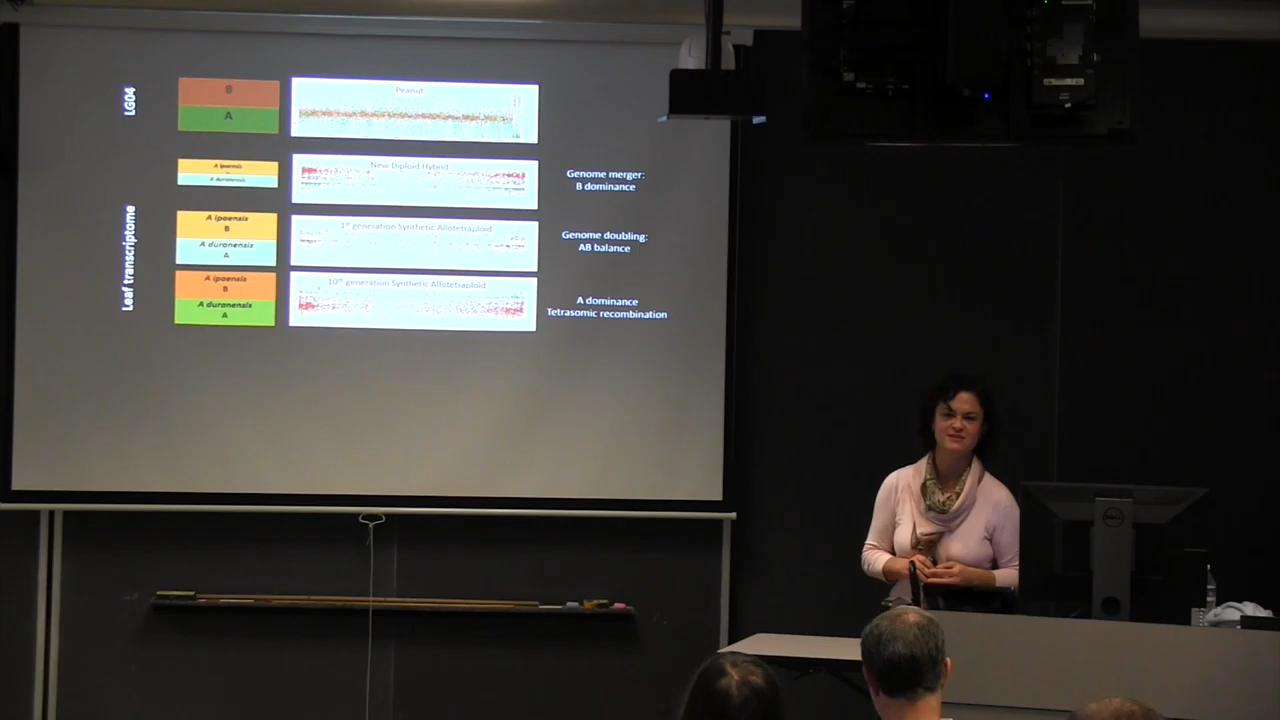 LG04
B
A
Peanut
A ipaensis
A duranensis
New Diploid Hybrid
Genome merger:
B dominance
Leaf transcriptome
A ipaensis
B
A duranensis
A
1st generation Synthetic Allotetraploid
Genome doubling:
AB balance
A ipaensis
B
A duranensis
A
10th generation Synthetic Allotetraploid
A dominance
Tetrasomic recombination
DELL